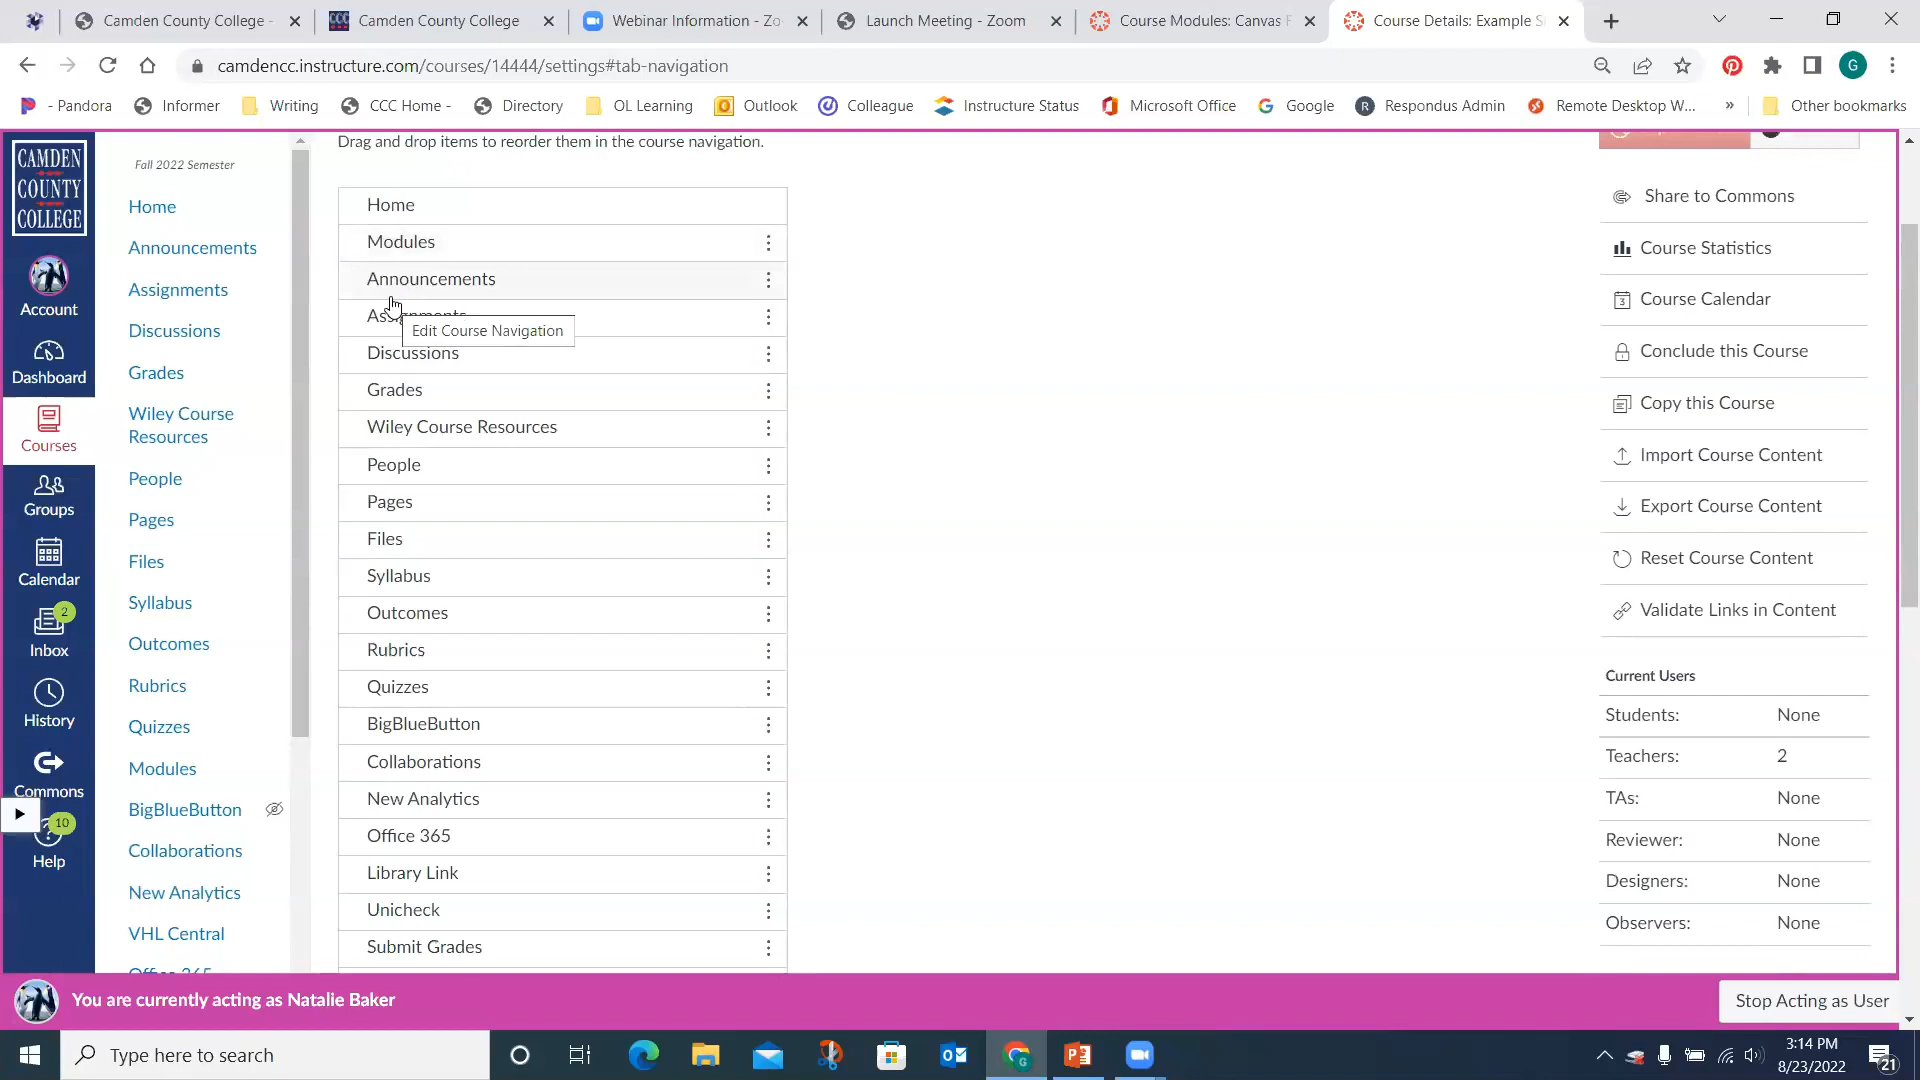 Camden County College -
Camden County College
Webinar Information - Zo
Launch Meeting - Zoom
Course Modules: Canvas F
Course Details: Example S
camdencc.instructure.com/courses/14444/settings#tab-navigation
G
- Pandora
Informer
Writing
CCC Home -
Directory
OL Learning
Outlook
Colleague
Instructure Status
Microsoft Office
Google
Respondus Admin
Remote Desktop W...
»
Other bookmarks
CAMDEN
COUNTY
COLLEGE
Account
Dashboard
Courses
Groups
Calendar
2
Inbox
History
Commons
10
Help
Fall 2022 Semester
Home
Announcements
Assignments
Discussions
Grades
Wiley Course
Resources
People
Pages
Files
Syllabus
Outcomes
Rubrics
Quizzes
Modules
BigBlueButton
Collaborations
New Analytics
VHL Central
Office 365
Drag and drop items to reorder them in the course navigation.
Home
Modules
Announcements
Assignments
Edit Course Navigation
Discussions
Grades
Wiley Course Resources
People
Pages
Files
Syllabus
Outcomes
Rubrics
Quizzes
BigBlueButton
Collaborations
New Analytics
Office 365
Library Link
Unicheck
Submit Grades
Share to Commons
Course Statistics
Course Calendar
Conclude this Course
Copy this Course
Import Course Content
Export Course Content
Reset Course Content
Validate Links in Content
Current Users
Students: None
Teachers: 2
TAs: None
Reviewer: None
Designers: None
Observers: None
You are currently acting as Natalie Baker
Stop Acting as User
Type here to search
3:14 PM
8/23/2022
21